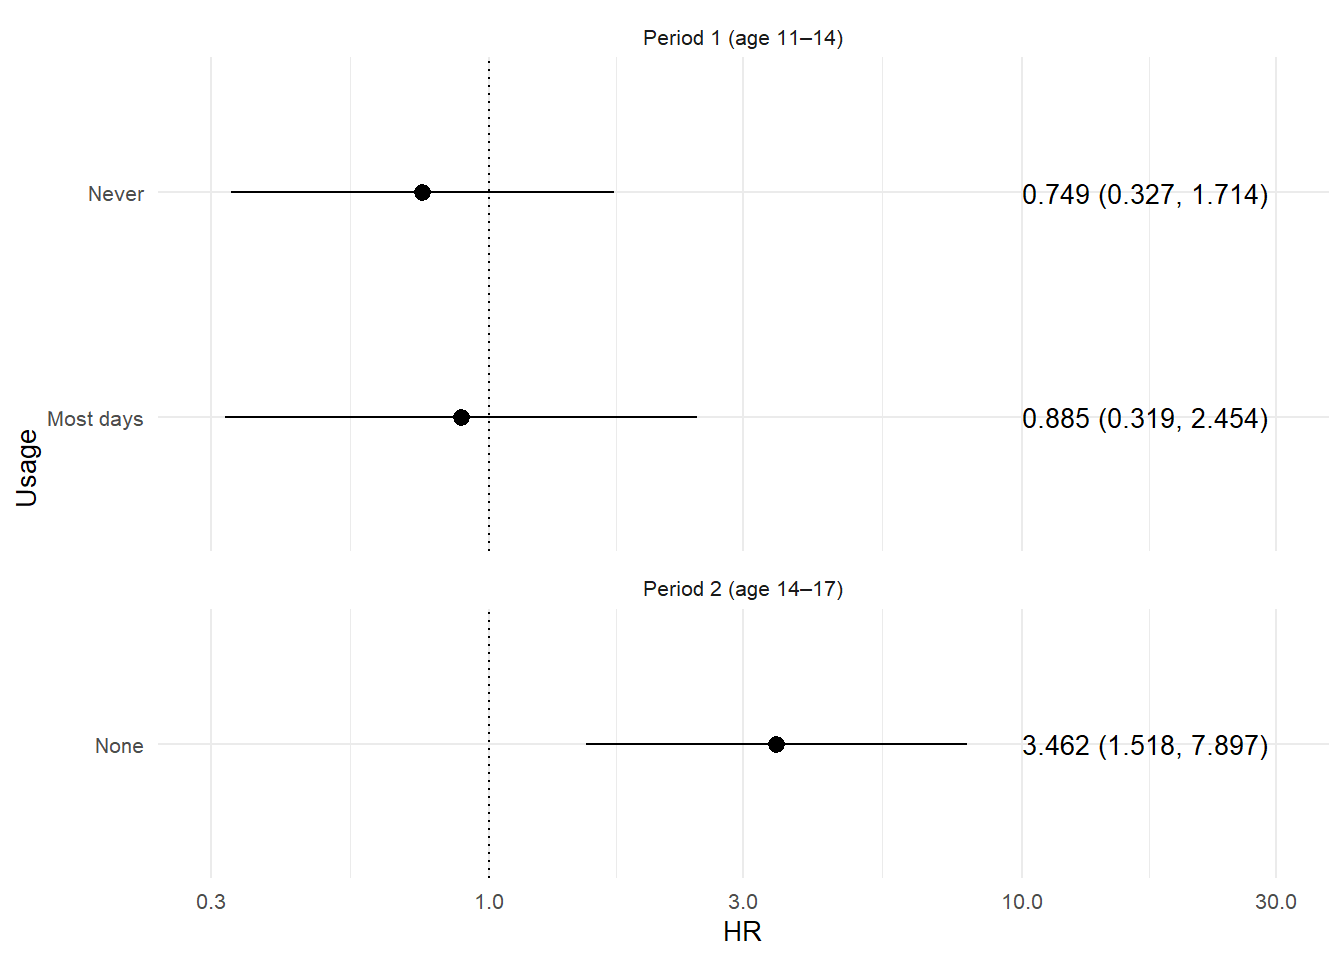 Period 1 (age 11–14)
Never
0.749 (0.327, 1.714)
Most days
0.885 (0.319, 2.454)
Usage
Period 2 (age 14–17)
None
3.462 (1.518, 7.897)
0.3 1.0 3.0 10.0 30.0
HR